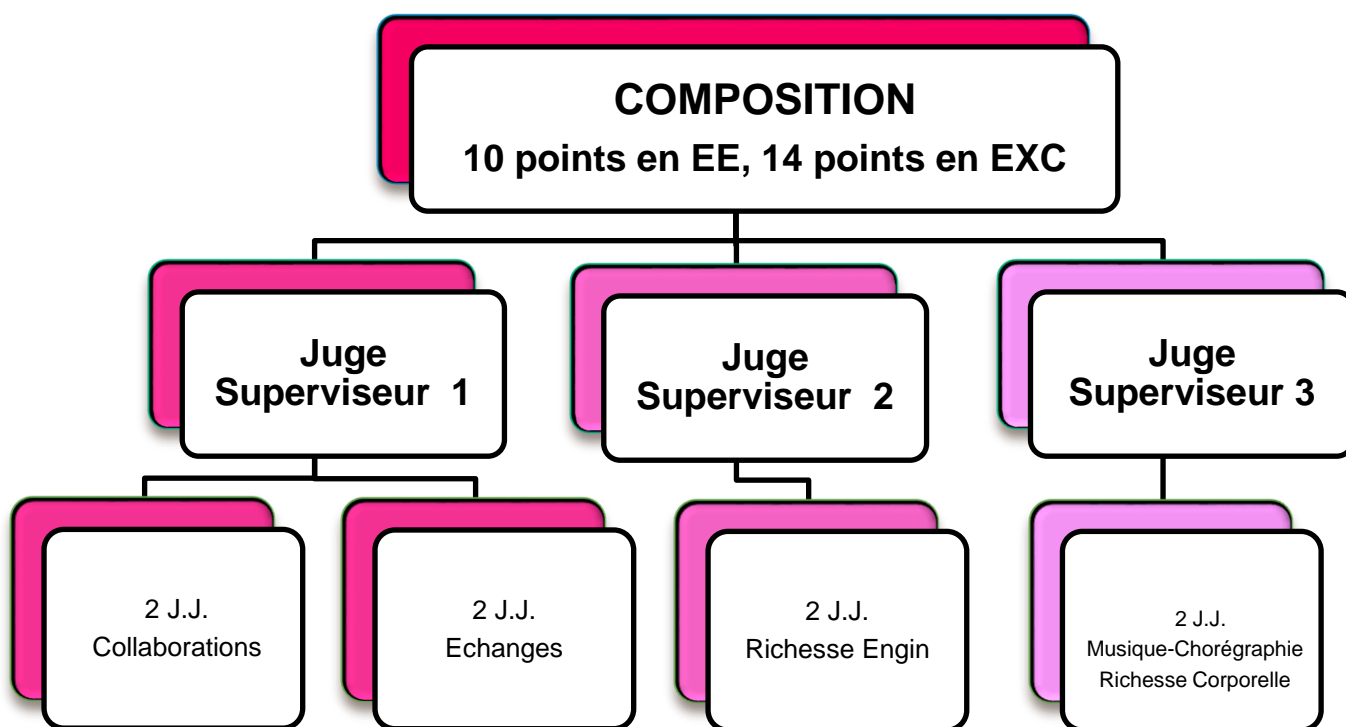 COMPOSITION
10 points en EE, 14 points en EXC
Juge
Superviseur 1
Juge
Superviseur 2
Juge
Superviseur 3
2 J.J.
Collaborations
2 J.J.
Echanges
2 J.J.
Richesse Engin
2 J.J.
Musique-Chorégraphie
Richesse Corporelle